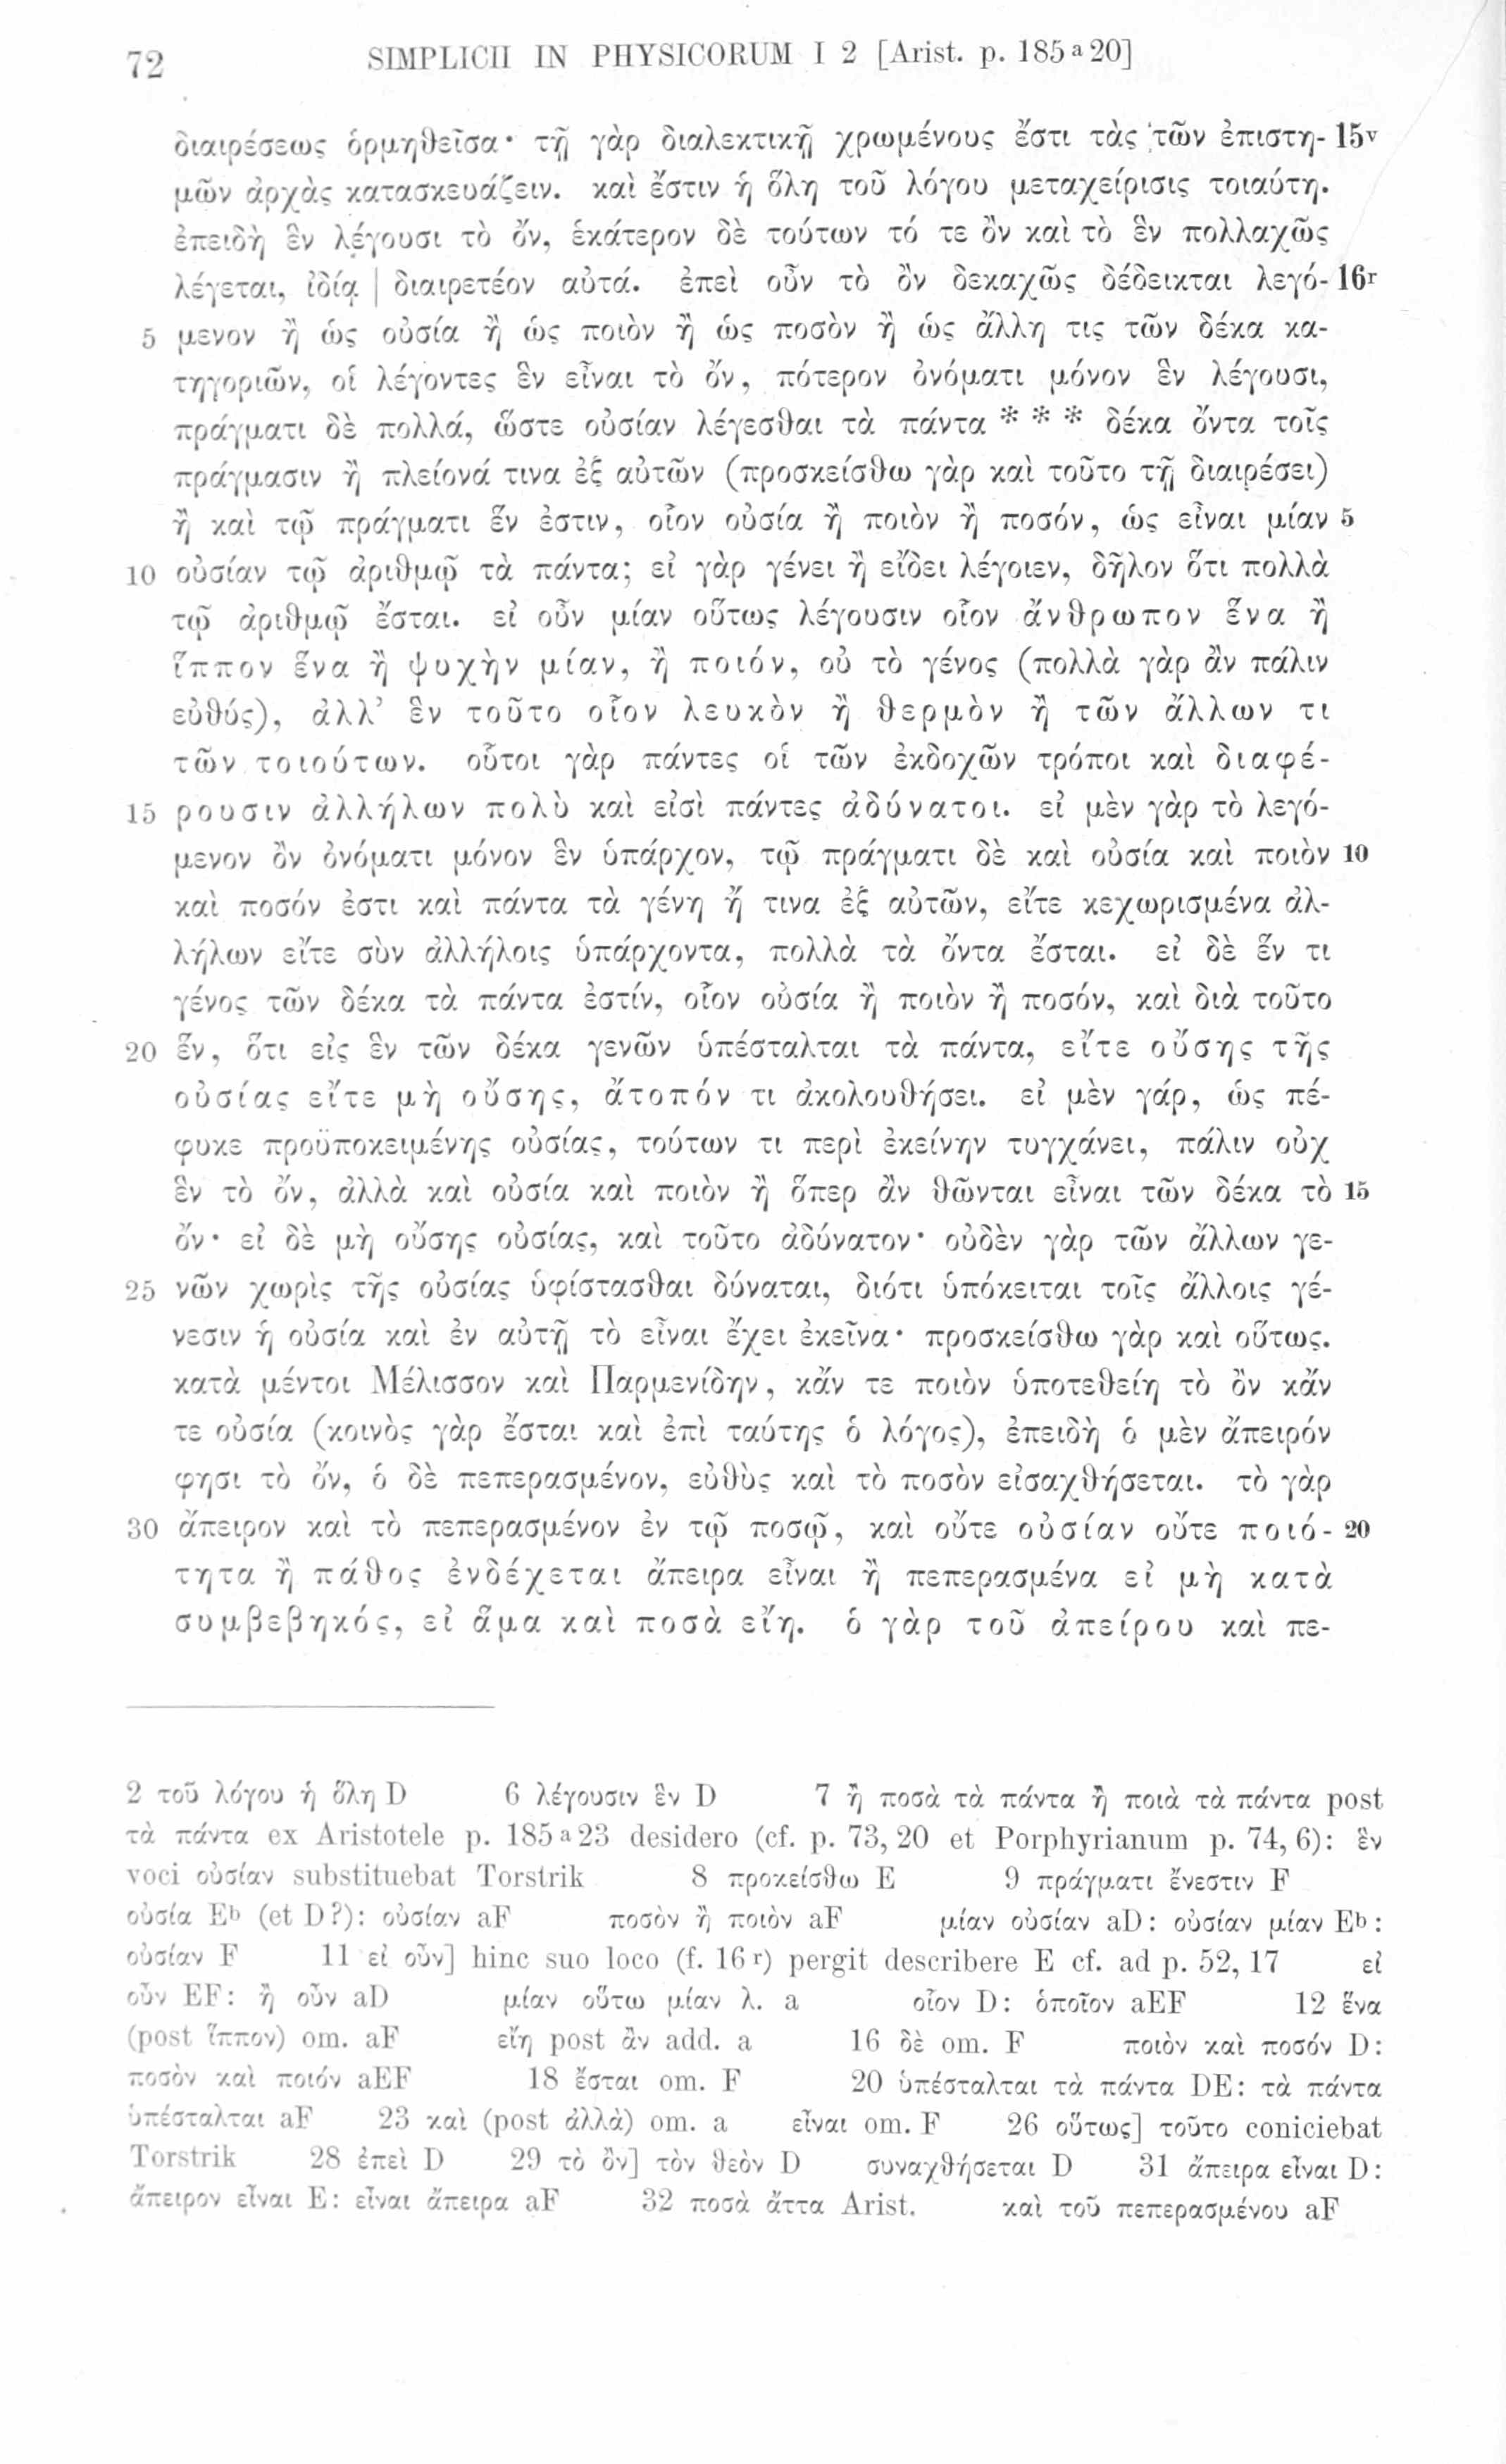 72 SIMPLICII IN PHYSICORUM I 2 [Arist. p. 185 a 20]
διαιρέσεως ὁρμηθεῖσα· τῇ γὰρ διαλεκτικῇ χρωμένους ἔστι τὰς τῶν ἐπιστη- 15v
μῶν ἀρχὰς κατασκευάζειν. καὶ ἔστιν ἡ ὅλη τοῦ λόγου μεταχείρισις τοιαύτη.
ἐπειδὴ ἓν λέγουσι τὸ ὄν, ἑκάτερον δὲ τούτων τό τε ὂν καὶ τὸ ἓν πολλαχῶς
λέγεται, ἰδίᾳ | διαιρετέον αὐτά. ἐπεὶ οὖν τὸ ὂν δεκαχῶς δέδεικται λεγό- 16r
5 μενον ἢ ὡς οὐσία ἢ ὡς ποιὸν ἢ ὡς ποσὸν ἢ ὡς ἄλλη τις τῶν δέκα κα-
τηγοριῶν, οἱ λέγοντες ἓν εἶναι τὸ ὄν, πότερον ὀνόματι μόνον ἓν λέγουσι,
πράγματι δὲ πολλά, ὥστε οὐσίαν λέγεσθαι τὰ πάντα * * * δέκα ὄντα τοῖς
πράγμασιν ἢ πλείονά τινα ἐξ αὐτῶν (προσκείσθω γὰρ καὶ τοῦτο τῇ διαιρέσει)
ἢ καὶ τῷ πράγματι ἕν ἐστιν, οἷον οὐσία ἢ ποιὸν ἢ ποσόν, ὡς εἶναι μίαν 5
10 οὐσίαν τῷ ἀριθμῷ τὰ πάντα; εἰ γὰρ γένει ἢ εἴδει λέγοιεν, δῆλον ὅτι πολλὰ
τῷ ἀριθμῷ ἔσται. εἰ οὖν μίαν οὕτως λέγουσιν οἷον ἄνθρωπον ἕνα ἢ
ἵππον ἕνα ἢ ψυχὴν μίαν, ἢ ποιόν, οὐ τὸ γένος (πολλὰ γὰρ ἂν πάλιν
εὐθύς), ἀλλ’ ἓν τοῦτο οἷον λευκὸν ἢ θερμὸν ἢ τῶν ἄλλων τι
τῶν τοιούτων. οὗτοι γὰρ πάντες οἱ τῶν ἐκδοχῶν τρόποι καὶ διαφέ-
15 ρουσιν ἀλλήλων πολὺ καὶ εἰσὶ πάντες ἀδύνατοι. εἰ μὲν γὰρ τὸ λεγό-
μενον ὂν ὀνόματι μόνον ἓν ὑπάρχον, τῷ πράγματι δὲ καὶ οὐσία καὶ ποιὸν 10
καὶ ποσόν ἐστι καὶ πάντα τὰ γένη ἤ τινα ἐξ αὐτῶν, εἴτε κεχωρισμένα ἀλ-
λήλων εἴτε σὺν ἀλλήλοις ὑπάρχοντα, πολλὰ τὰ ὄντα ἔσται. εἰ δὲ ἕν τι
γένος τῶν δέκα τὰ πάντα ἐστίν, οἷον οὐσία ἢ ποιὸν ἢ ποσόν, καὶ διὰ τοῦτο
20 ἕν, ὅτι εἰς ἓν τῶν δέκα γενῶν ὑπέσταλται τὰ πάντα, εἴτε οὔσης τῆς
οὐσίας εἴτε μὴ οὔσης, ἄτοπόν τι ἀκολουθήσει. εἰ μὲν γάρ, ὡς πέ-
φυκε προϋποκειμένης οὐσίας, τούτων τι περὶ ἐκείνην τυγχάνει, πάλιν οὐχ
ἓν τὸ ὄν, ἀλλὰ καὶ οὐσία καὶ ποιὸν ἢ ὅπερ ἂν θῶνται εἶναι τῶν δέκα τὸ 15
ὄν· εἰ δὲ μὴ οὔσης οὐσίας, καὶ τοῦτο ἀδύνατον· οὐδὲν γὰρ τῶν ἄλλων γε-
25 νῶν χωρὶς τῆς οὐσίας ὑφίστασθαι δύναται, διότι ὑπόκειται τοῖς ἄλλοις γέ-
νεσιν ἡ οὐσία καὶ ἐν αὐτῇ τὸ εἶναι ἔχει ἐκεῖνα· προσκείσθω γὰρ καὶ οὕτως.
κατὰ μέντοι Μέλισσον καὶ Παρμενίδην, κἄν τε ποιὸν ὑποτεθείη τὸ ὂν κἄν
τε οὐσία (κοινὸς γὰρ ἔσται καὶ ἐπὶ ταύτης ὁ λόγος), ἐπειδὴ ὁ μὲν ἄπειρόν
φησι τὸ ὄν, ὁ δὲ πεπερασμένον, εὐθὺς καὶ τὸ ποσὸν εἰσαχθήσεται. τὸ γὰρ
30 ἄπειρον καὶ τὸ πεπερασμένον ἐν τῷ ποσῷ, καὶ οὔτε οὐσίαν οὔτε ποιό- 20
τητα ἢ πάθος ἐνδέχεται ἄπειρα εἶναι ἢ πεπερασμένα εἰ μὴ κατὰ
συμβεβηκός, εἰ ἅμα καὶ ποσὰ εἴη. ὁ γὰρ τοῦ ἀπείρου καὶ πε-
2 τοῦ λόγου ἡ ὅλη D 6 λέγουσιν ἓν D 7 ἢ ποσὰ τὰ πάντα ἢ ποιὰ τὰ πάντα post
τὰ πάντα ex Aristotele p. 185 a 23 desidero (cf. p. 73, 20 et Porphyrianum p. 74, 6): ἓν
voci οὐσίαν substituebat Torstrik 8 προκείσθω E 9 πράγματι ἔνεστιν F
οὐσία Eb (et D?): οὐσίαν aF ποσὸν ἢ ποιὸν aF μίαν οὐσίαν aD: οὐσίαν μίαν Eb:
οὐσίαν F 11 εἰ οὖν] hinc suo loco (f. 16 r) pergit describere E cf. ad p. 52, 17 εἰ
οὖν EF: ἢ οὖν aD μίαν οὕτω μίαν λ. a οἷον D: ὁποῖον aEF 12 ἕνα
(post ἵππον) om. aF εἴη post ἂν add. a 16 δὲ om. F ποιὸν καὶ ποσόν D:
ποσὸν καὶ ποιόν aEF 18 ἔσται om. F 20 ὑπέσταλται τὰ πάντα DE: τὰ πάντα
ὑπέσταλται aF 23 καὶ (post ἀλλὰ) om. a εἶναι om. F 26 οὕτως] τοῦτο coniciebat
Torstrik 28 ἐπεὶ D 29 τὸ ὂν] τὸν θεὸν D συναχθήσεται D 31 ἄπειρα εἶναι D:
ἄπειρον εἶναι E: εἶναι ἄπειρα aF 32 ποσὰ ἄττα Arist. καὶ τοῦ πεπερασμένου aF